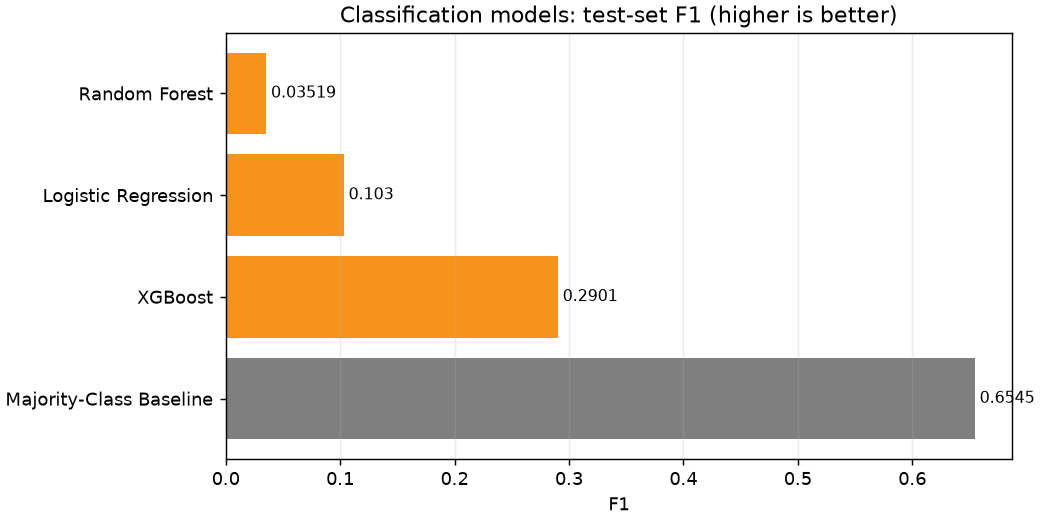 Classification models: test-set F1 (higher is better)
Random Forest
0.03519
Logistic Regression
0.103
XGBoost
0.2901
Majority-Class Baseline
0.6545
0.0 0.1 0.2 0.3 0.4 0.5 0.6
F1